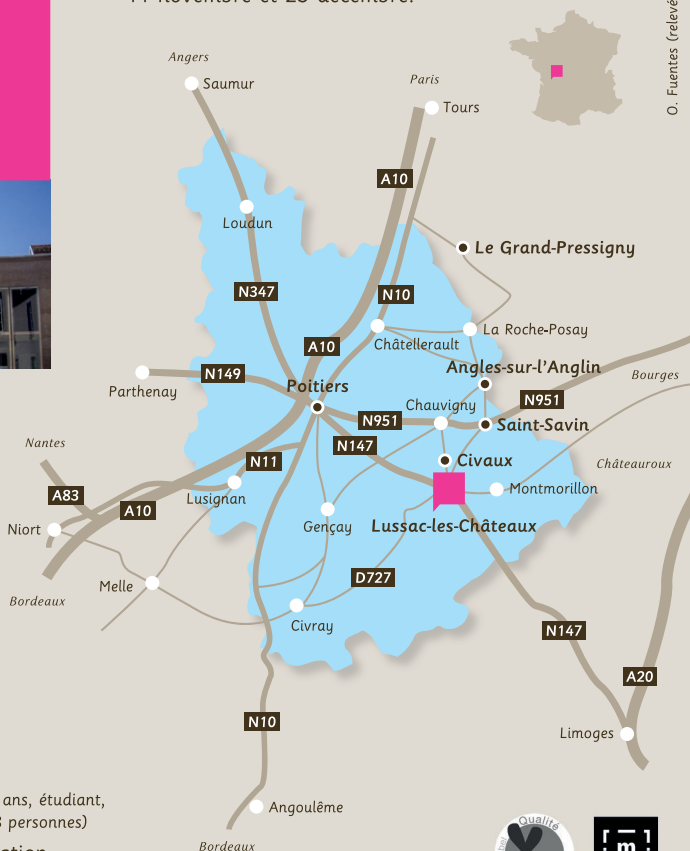 11 novembre et 25 décembre.
O. Fuentes (relevé
Angers
Saumur
Paris
Tours
A10
Loudun
Le Grand-Pressigny
N347
N10
Châtellerault
La Roche-Posay
A10
N149
Parthenay
Poitiers
Angles-sur-l'Anglin
Bourges
N951
Chauvigny
N951
Saint-Savin
Nantes
N147
N11
Civaux
Châteauroux
A83
Lusignan
Montmorillon
A10
Niort
Gençay
Lussac-les-Châteaux
Melle
D727
Bordeaux
Civray
N147
A20
N10
Limoges
ans, étudiant,
personnes)
Angoulême
Bordeaux
Qualité
m